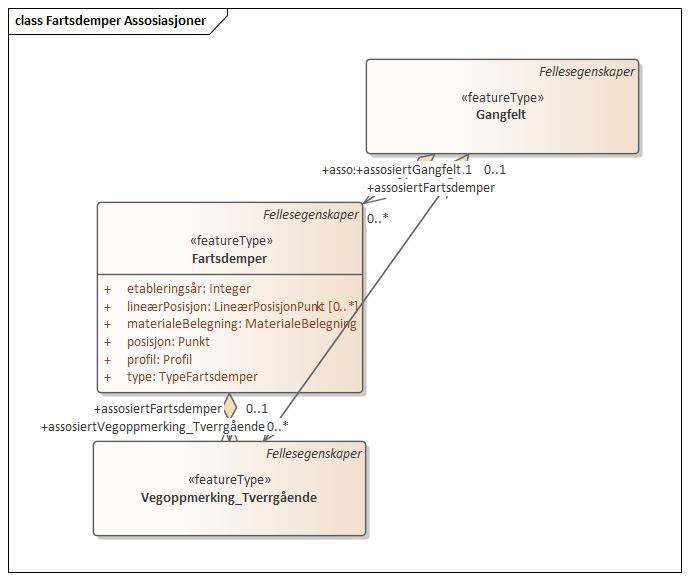 class Fartsdemper Assosiasjoner
Fellesegenskaper
«featureType»
Gangfelt
+assosiertGangfelt
.1
0..1
+assosiertFartsdemper
0..*
Fellesegenskaper
«featureType»
Fartsdemper
+ etableringsår: Integer
+ lineærPosisjon: LineærPosisjonPunkt [0..*]
+ materialeBelegning: MaterialeBelegning
+ posisjon: Punkt
+ profil: Profil
+ type: TypeFartsdemper
+assosiertFartsdemper 0..1
+assosiertVegoppmerking_Tverrgående 0..*
Fellesegenskaper
«featureType»
Vegoppmerking_Tverrgående